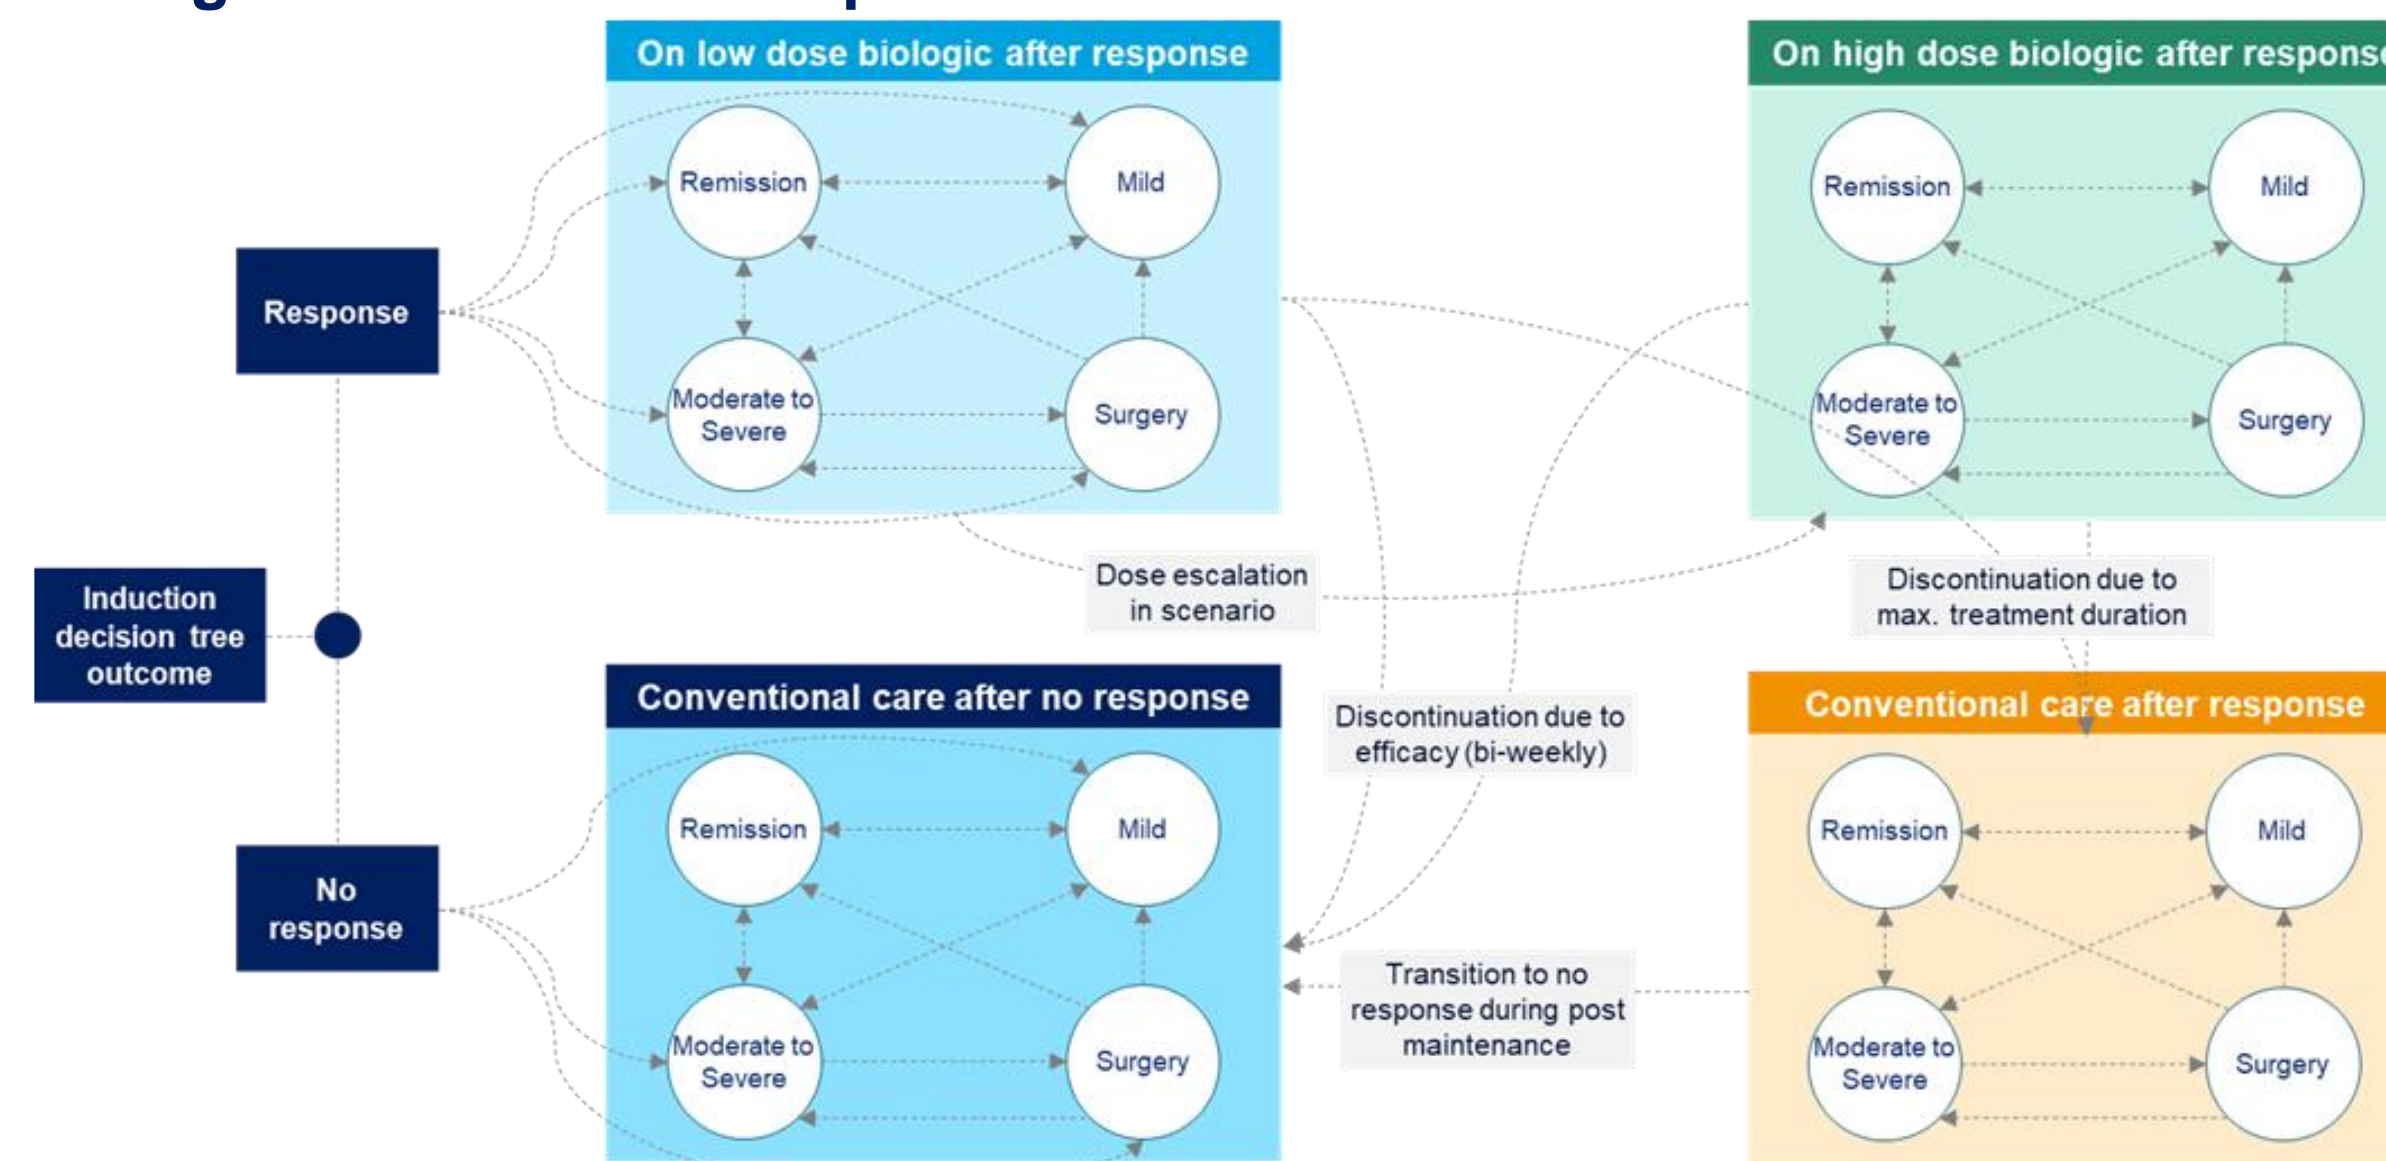 On low dose biologic after response
On high dose biologic after response
Remission
Mild
Moderate to
Severe
Surgery
Remission
Mild
Moderate to
Severe
Surgery
Response
Induction
decision tree
outcome
No
response
Dose escalation
in scenario
Discontinuation due to
max. treatment duration
Discontinuation due to
efficacy (bi-weekly)
Conventional care after no response
Conventional care after response
Remission
Mild
Moderate to
Severe
Surgery
Transition to no
response during post
maintenance
Remission
Mild
Moderate to
Severe
Surgery